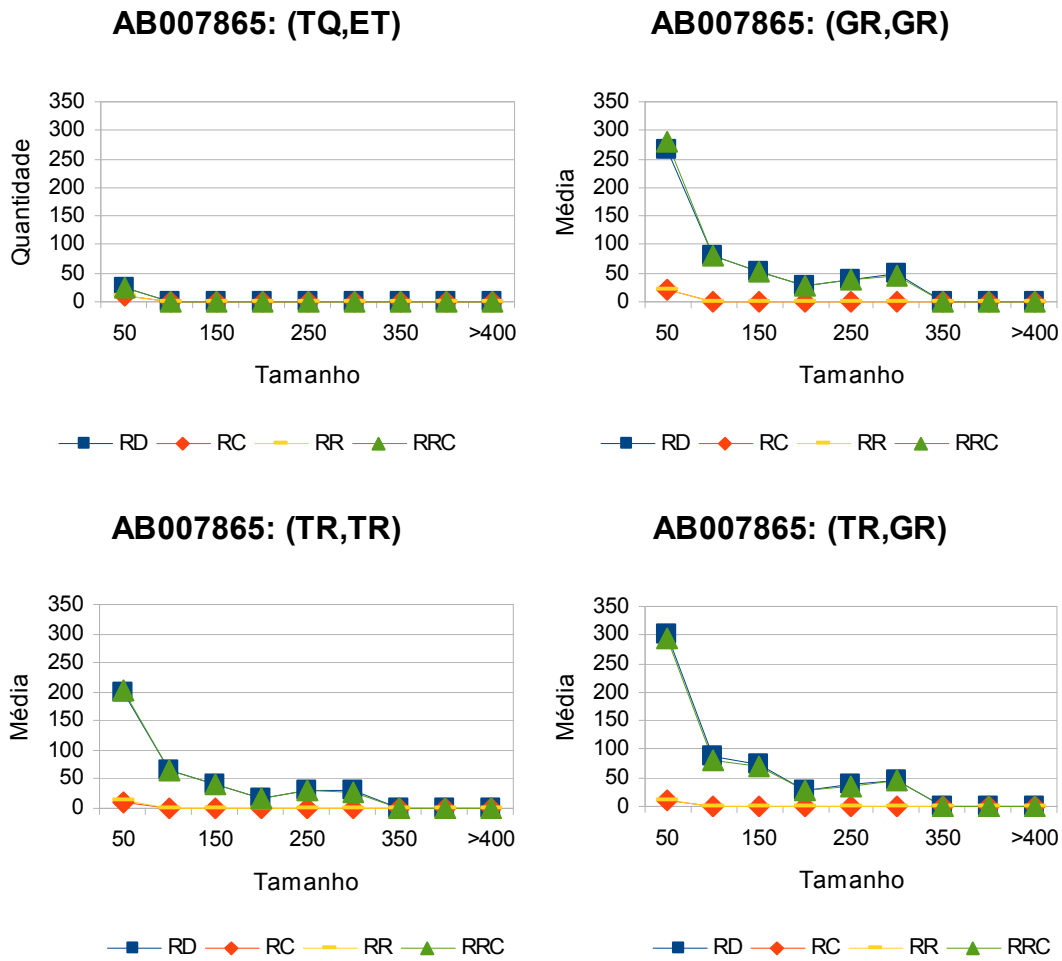 AB007865: (TQ,ET)
350
300
250
200
150
100
50
0
Quantidade
50 150 250 350 >400
Tamanho
RD RC RR RRC
AB007865: (GR,GR)
350
300
250
200
150
100
50
0
Média
50 150 250 350 >400
Tamanho
RD RC RR RRC
AB007865: (TR,TR)
350
300
250
200
150
100
50
0
Média
50 150 250 350 >400
Tamanho
RD RC RR RRC
AB007865: (TR,GR)
350
300
250
200
150
100
50
0
Média
50 150 250 350 >400
Tamanho
RD RC RR RRC